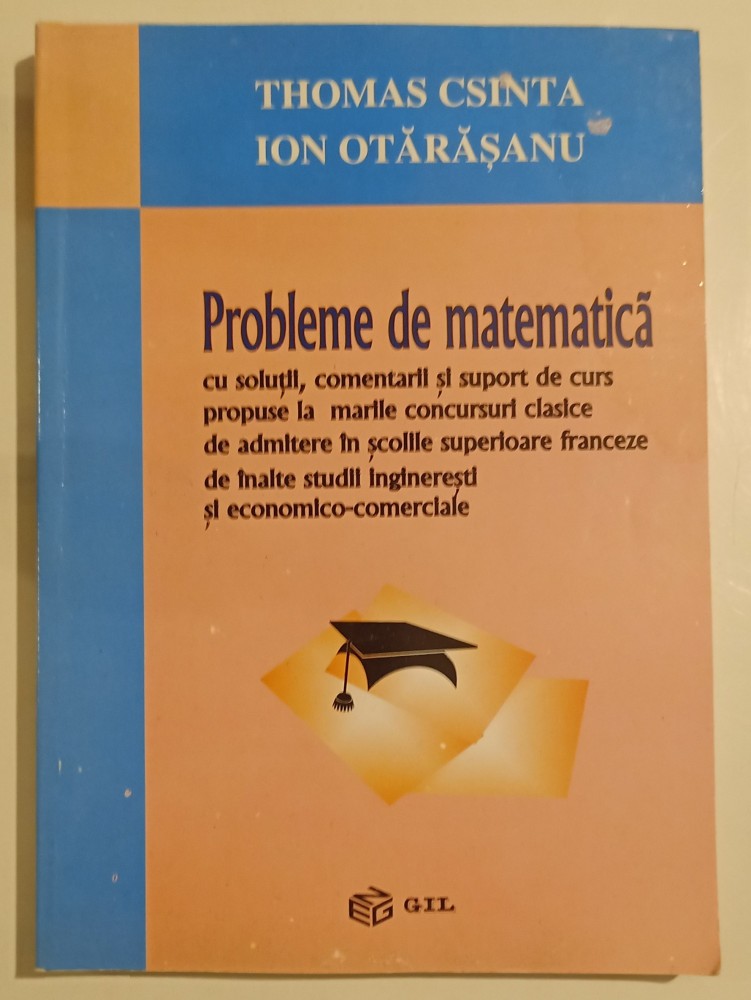 THOMAS CSINTA
ION OTĂRĂȘANU
Probleme de matematică
cu soluții, comentarii și suport de curs
propuse la marile concursuri clasice
de admitere în școlile superioare franceze
de înalte studii inginerești
și economico-comerciale
ZEG GIL